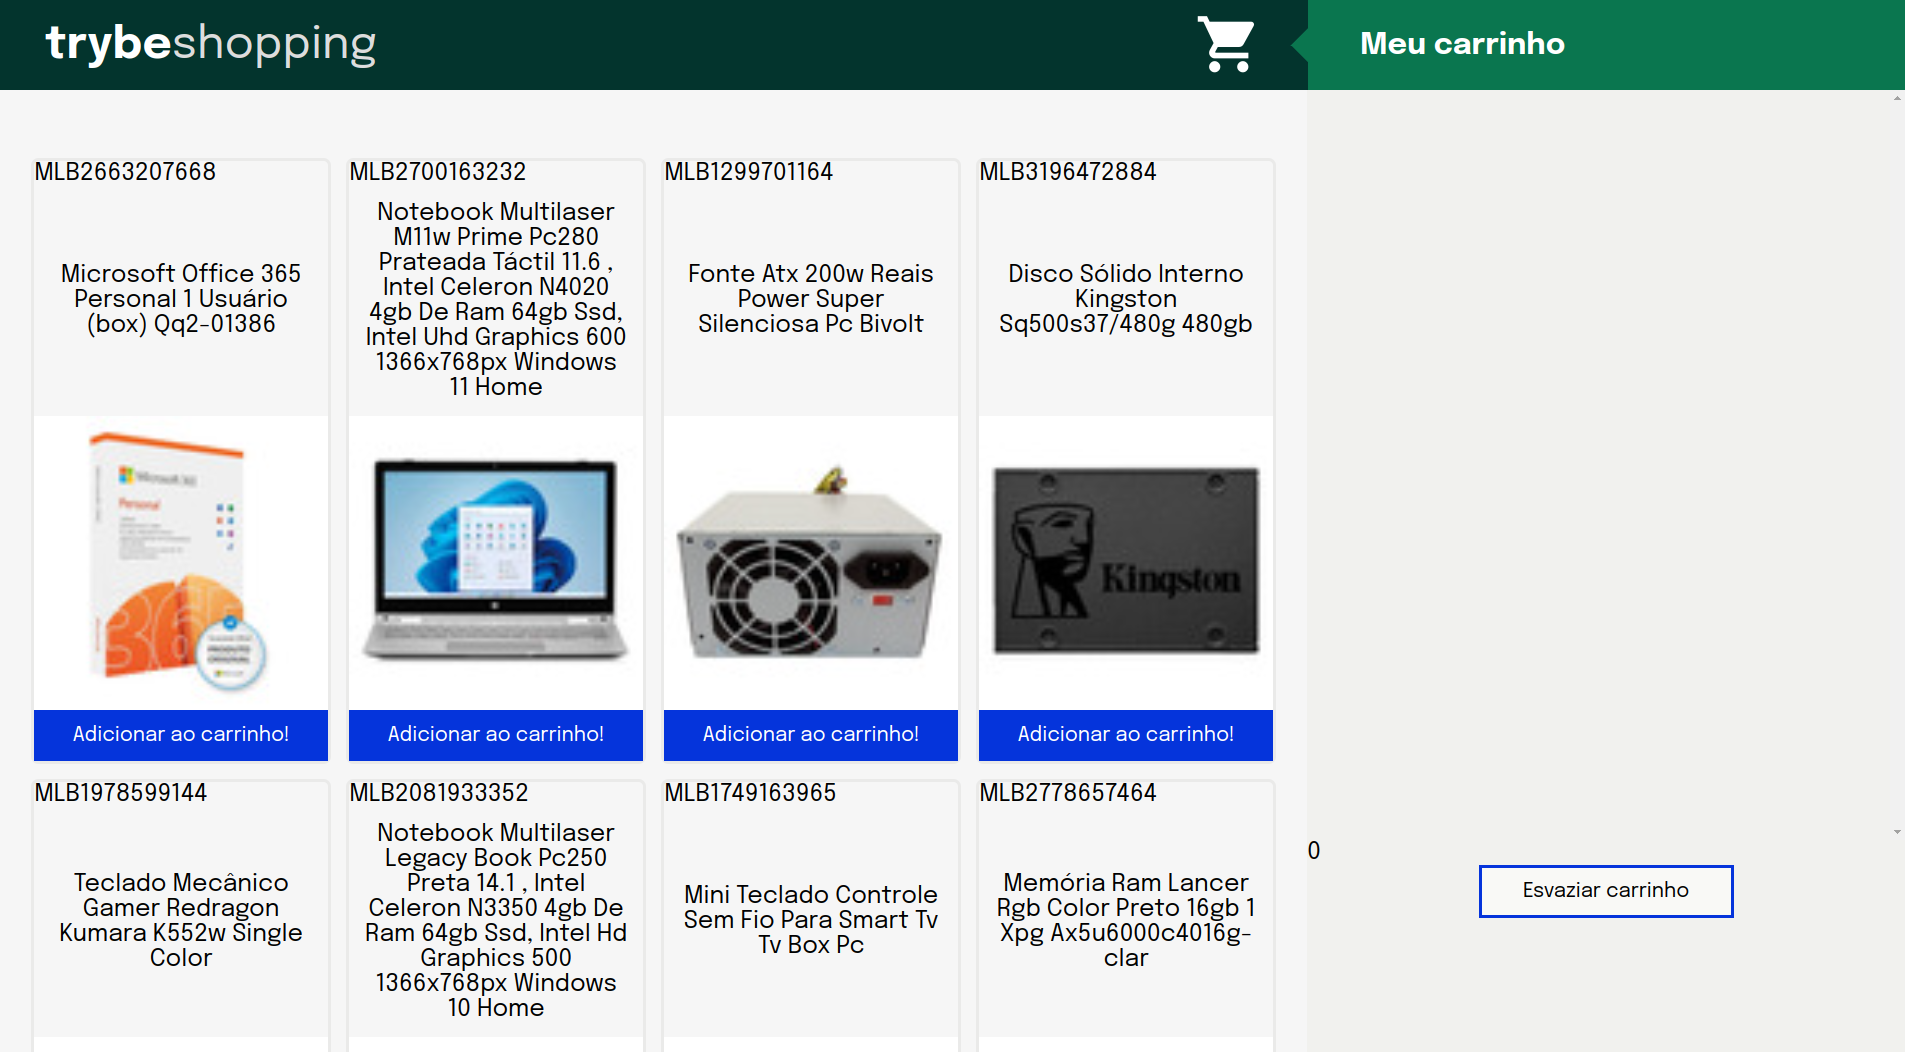 trybeshopping
Meu carrinho
MLB2663207668
Microsoft Office 365
Personal 1 Usuário
(box) Qq2-01386
Microsoft 365
Personal
365
PRODUTO
ORIGINAL
Adicionar ao carrinho!
MLB2700163232
Notebook Multilaser
M11w Prime Pc280
Prateada Táctil 11.6 ,
Intel Celeron N4020
4gb De Ram 64gb Ssd,
Intel Uhd Graphics 600
1366x768px Windows
11 Home
Adicionar ao carrinho!
MLB1299701164
Fonte Atx 200w Reais
Power Super
Silenciosa Pc Bivolt
Adicionar ao carrinho!
MLB3196472884
Disco Sólido Interno
Kingston
Sq500s37/480g 480gb
Kingston
Adicionar ao carrinho!
MLB1978599144
Teclado Mecânico
Gamer Redragon
Kumara K552w Single
Color
MLB2081933352
Notebook Multilaser
Legacy Book Pc250
Preta 14.1 , Intel
Celeron N3350 4gb De
Ram 64gb Ssd, Intel Hd
Graphics 500
1366x768px Windows
10 Home
MLB1749163965
Mini Teclado Controle
Sem Fio Para Smart Tv
Tv Box Pc
MLB2778657464
Memória Ram Lancer
Rgb Color Preto 16gb 1
Xpg Ax5u6000c4016g-
clar
0
Esvaziar carrinho